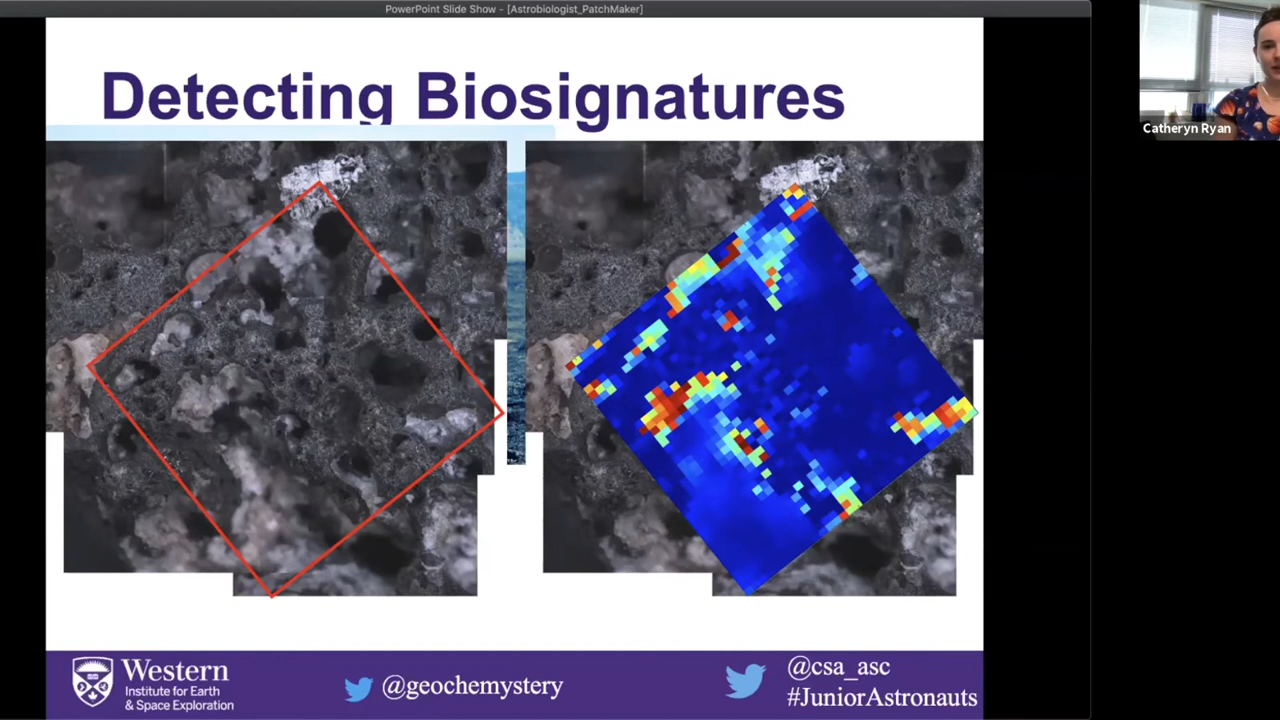 PowerPoint Slide Show - [Astrobiologist_PatchMaker]
Detecting Biosignatures
Catheryn Ryan
Western
Institute for Earth
& Space Exploration
@geochemystery
@csa_asc
#JuniorAstronauts